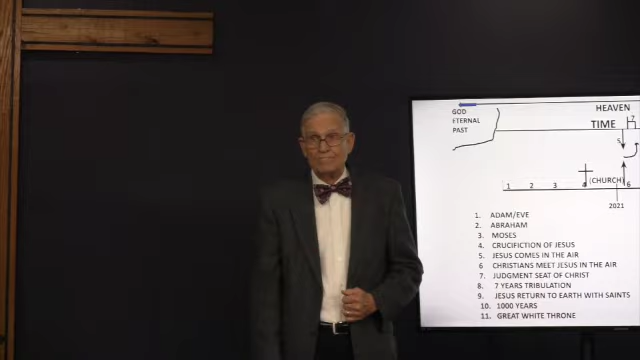 GOD
ETERNAL
PAST
HEAVEN
TIME
7
5
(CHURCH)
1 2 3 4 6
2021
1. ADAM/EVE
2. ABRAHAM
3. MOSES
4. CRUCIFICTION OF JESUS
5. JESUS COMES IN THE AIR
6 CHRISTIANS MEET JESUS IN THE AIR
7. JUDGMENT SEAT OF CHRIST
8. 7 YEARS TRIBULATION
9. JESUS RETURN TO EARTH WITH SAINTS
10. 1000 YEARS
11. GREAT WHITE THRONE